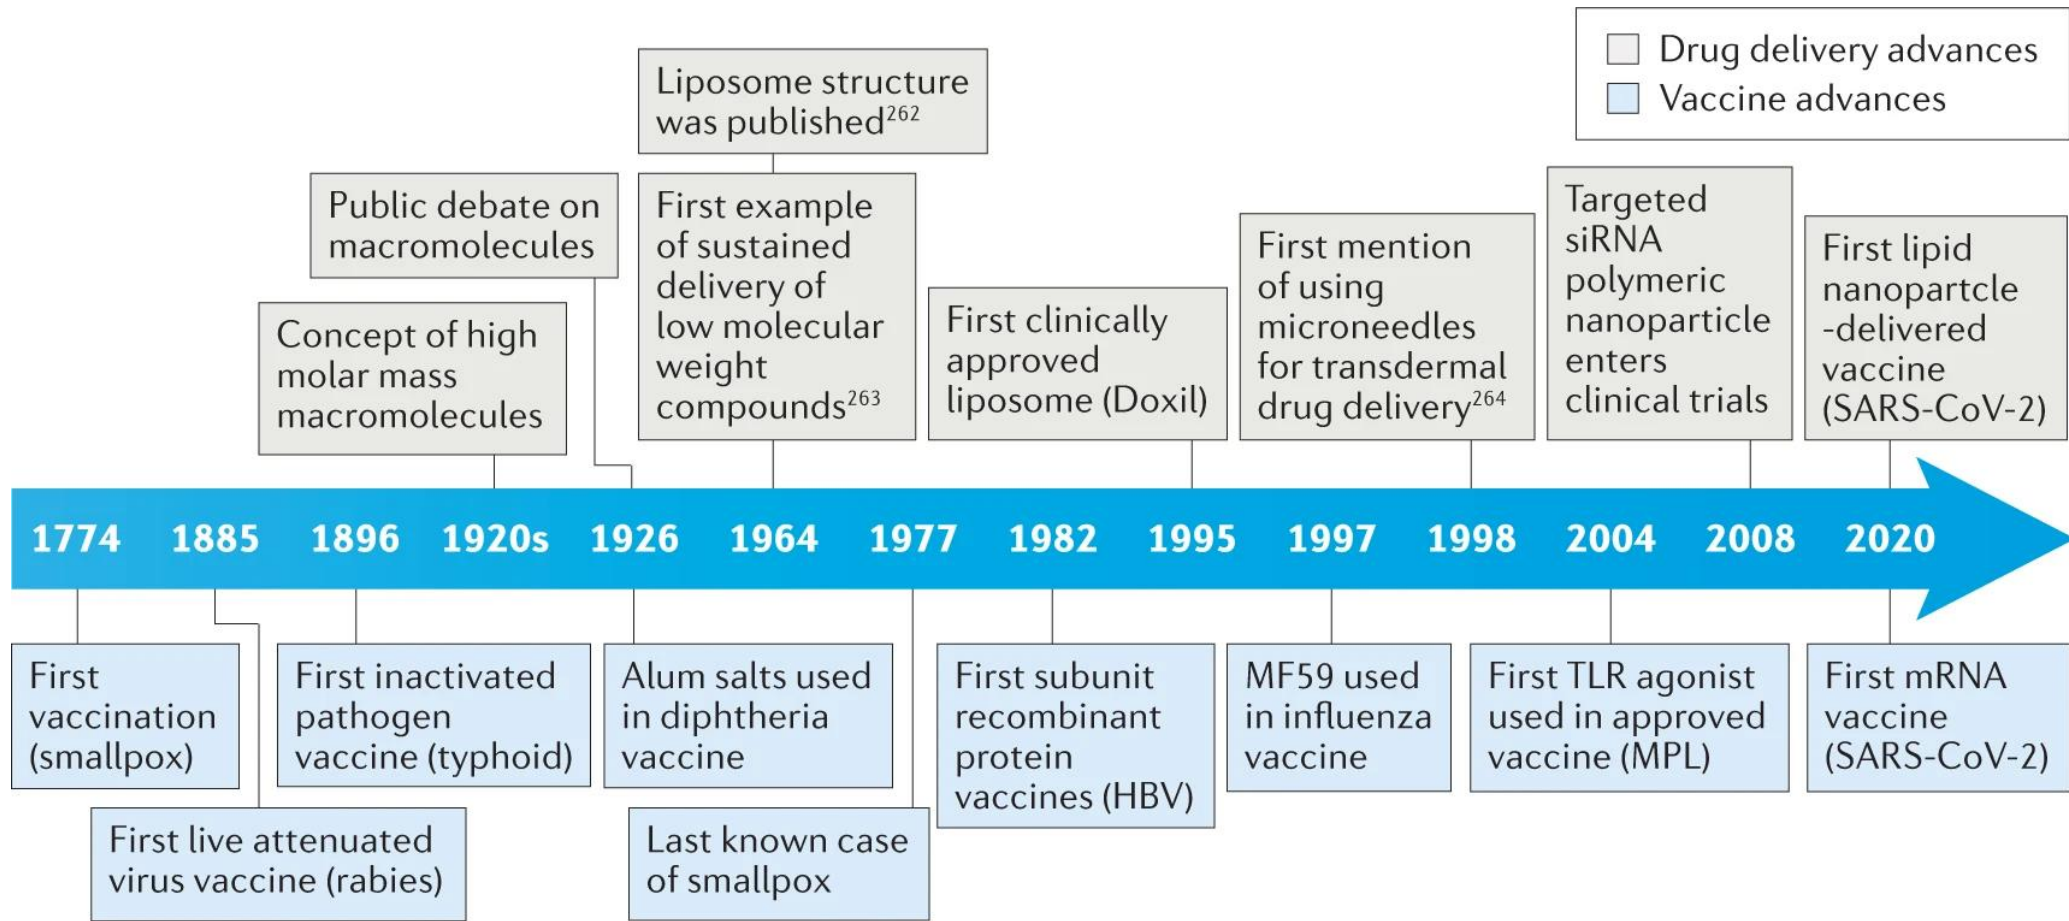 Drug delivery advances
Vaccine advances
Liposome structure
was published262
Public debate on
macromolecules
First example
of sustained
delivery of
low molecular
weight
compounds263
Concept of high
molar mass
macromolecules
First clinically
approved
liposome (Doxil)
First mention
of using
microneedles
for transdermal
drug delivery264
Targeted
siRNA
polymeric
nanoparticle
enters
clinical trials
First lipid
nanopartcle
-delivered
vaccine
(SARS-CoV-2)
1774 1885 1896 1920s 1926 1964 1977 1982 1995 1997 1998 2004 2008 2020
First
vaccination
(smallpox)
First live attenuated
virus vaccine (rabies)
First inactivated
pathogen
vaccine (typhoid)
Alum salts used
in diphtheria
vaccine
Last known case
of smallpox
First subunit
recombinant
protein
vaccines (HBV)
MF59 used
in influenza
vaccine
First TLR agonist
used in approved
vaccine (MPL)
First mRNA
vaccine
(SARS-CoV-2)